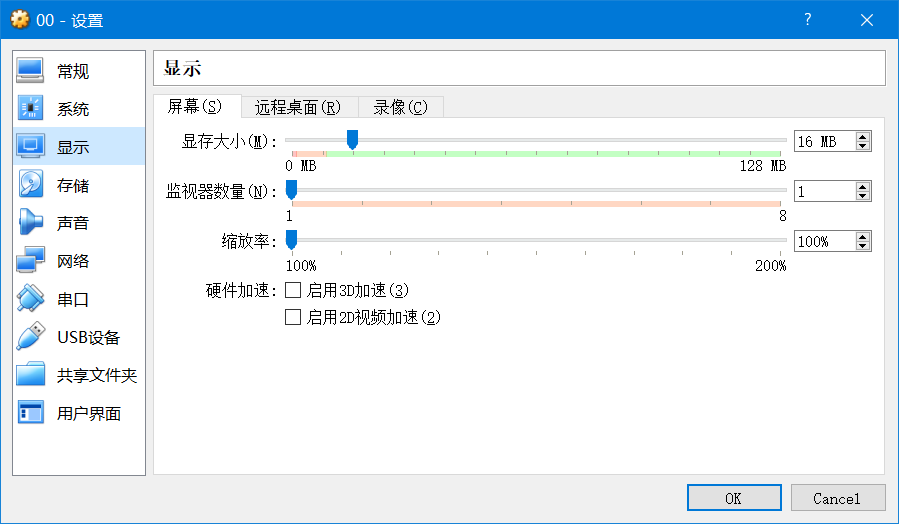 00 - 设置
常规
系统
显示
存储
声音
网络
串口
USB设备
共享文件夹
用户界面
显示
屏幕(S) 远程桌面(R) 录像(C)
显存大小(M): 16 MB
0 MB 128 MB
监视器数量(N): 1
1 8
缩放率: 100%
100% 200%
硬件加速: 启用3D加速(3)
启用2D视频加速(2)
OK Cancel